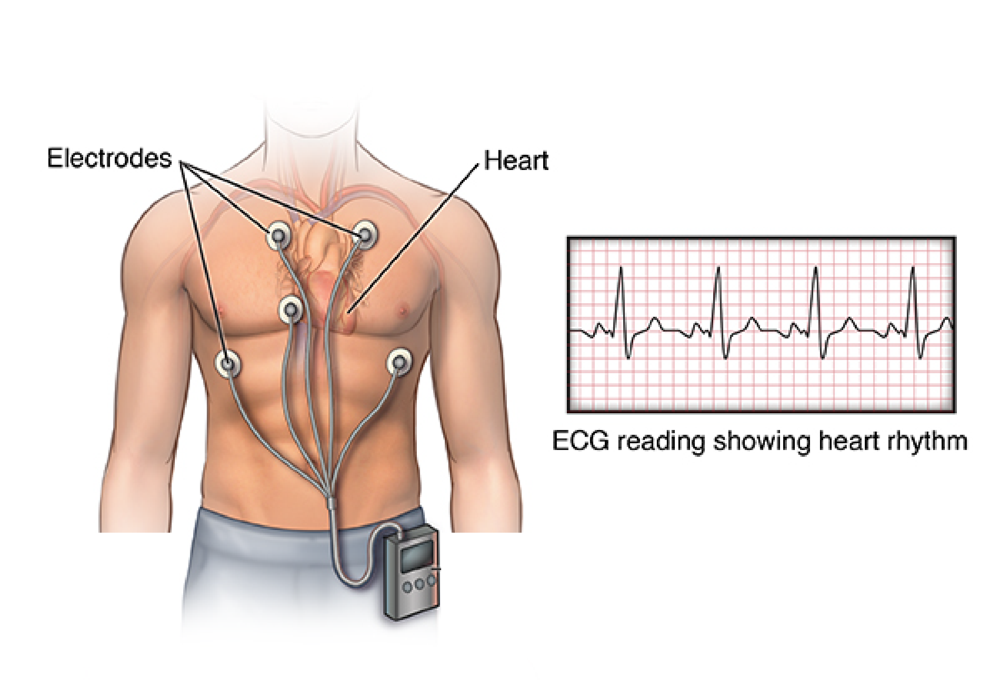 Electrodes
Heart
ECG reading showing heart rhythm